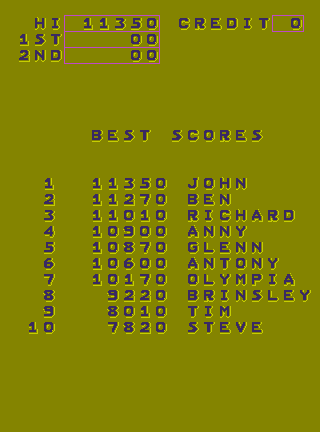 HI 11350 CREDIT 0
1ST 00
2ND 00
BEST SCORES
1 11350 JOHN
2 11270 BEN
3 11010 RICHARD
4 10900 ANNY
5 10870 GLENN
6 10600 ANTONY
7 10170 OLYMPIA
8 9220 BRINSLEY
9 8010 TIM
10 7820 STEVE